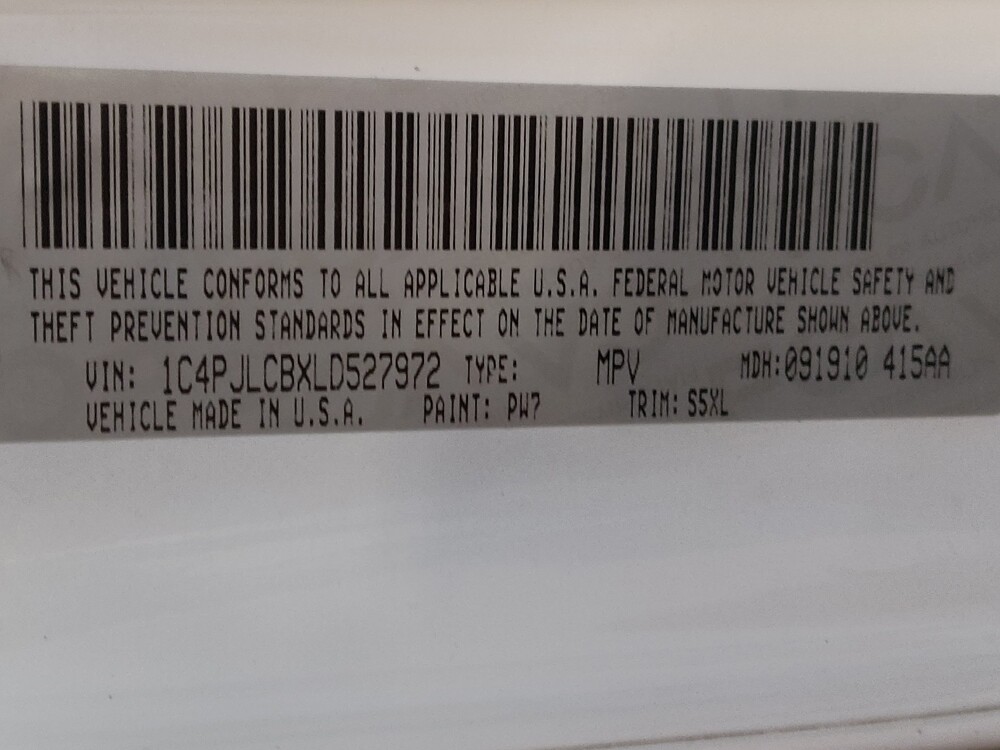 THIS VEHICLE CONFORMS TO ALL APPLICABLE U.S.A. FEDERAL MOTOR VEHICLE SAFETY AND
THEFT PREVENTION STANDARDS IN EFFECT ON THE DATE OF MANUFACTURE SHOWN ABOVE.
VIN: 1C4PJLCBXLD527972 TYPE: MPV MDH:091910 415AA
VEHICLE MADE IN U.S.A. PAINT: PW7 TRIM: S5XL